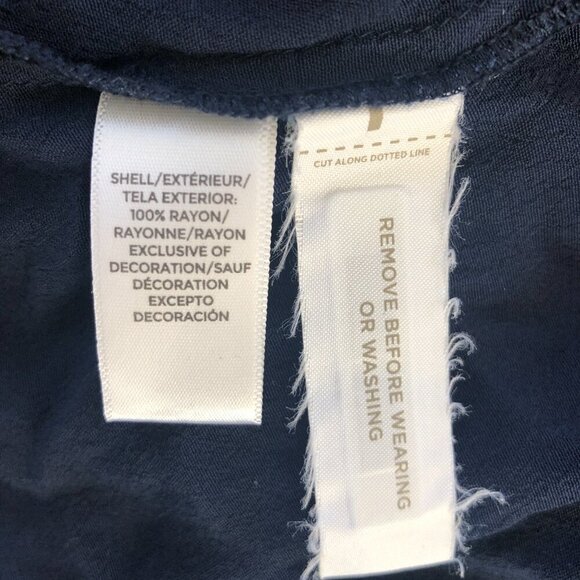 SHELL/EXTÉRIEUR/
TELA EXTERIOR:
100% RAYON/
RAYONNE/RAYON
EXCLUSIVE OF
DECORATION/SAUF
DÉCORATION
EXCEPTO
DECORACIÓN
CUT ALONG DOTTED LINE
REMOVE BEFORE WEARING
OR WASHING